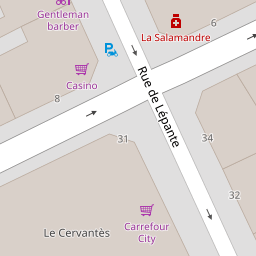 Gentleman
barber
6
La Salamandre
P
Casino
8
Rue de Lépante
31
34
32
Carrefour
City
Le Cervantès